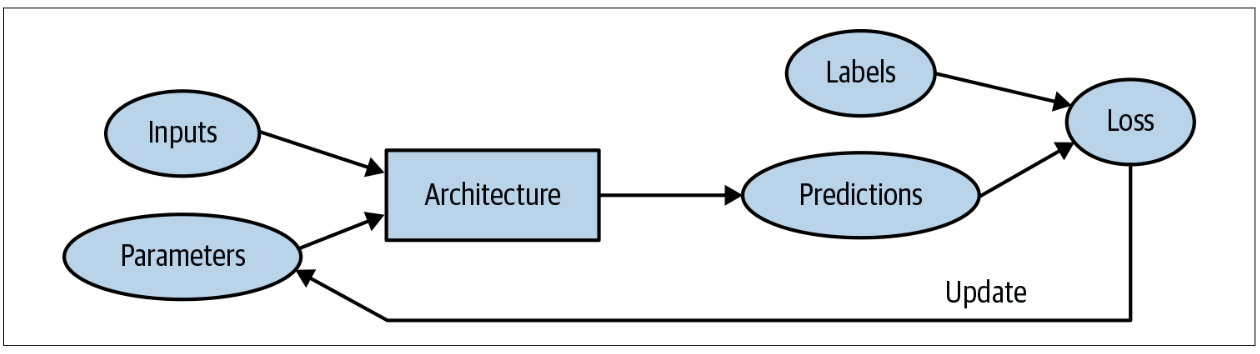 Inputs
Parameters
Architecture
Labels
Predictions
Loss
Update